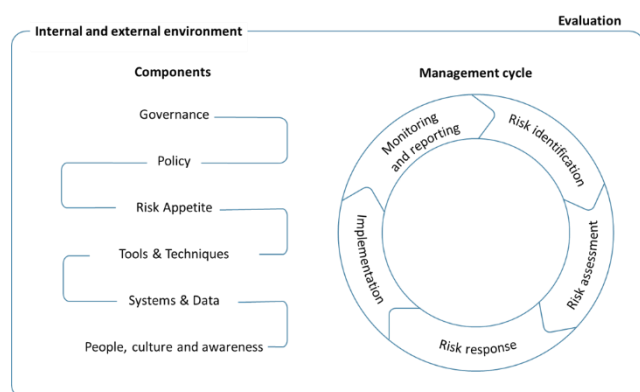 Evaluation
Internal and external environment
Components
Governance
Policy
Risk Appetite
Tools & Techniques
Systems & Data
People, culture and awareness
Management cycle
Risk identification
Risk assessment
Risk response
Implementation
Monitoring
and reporting